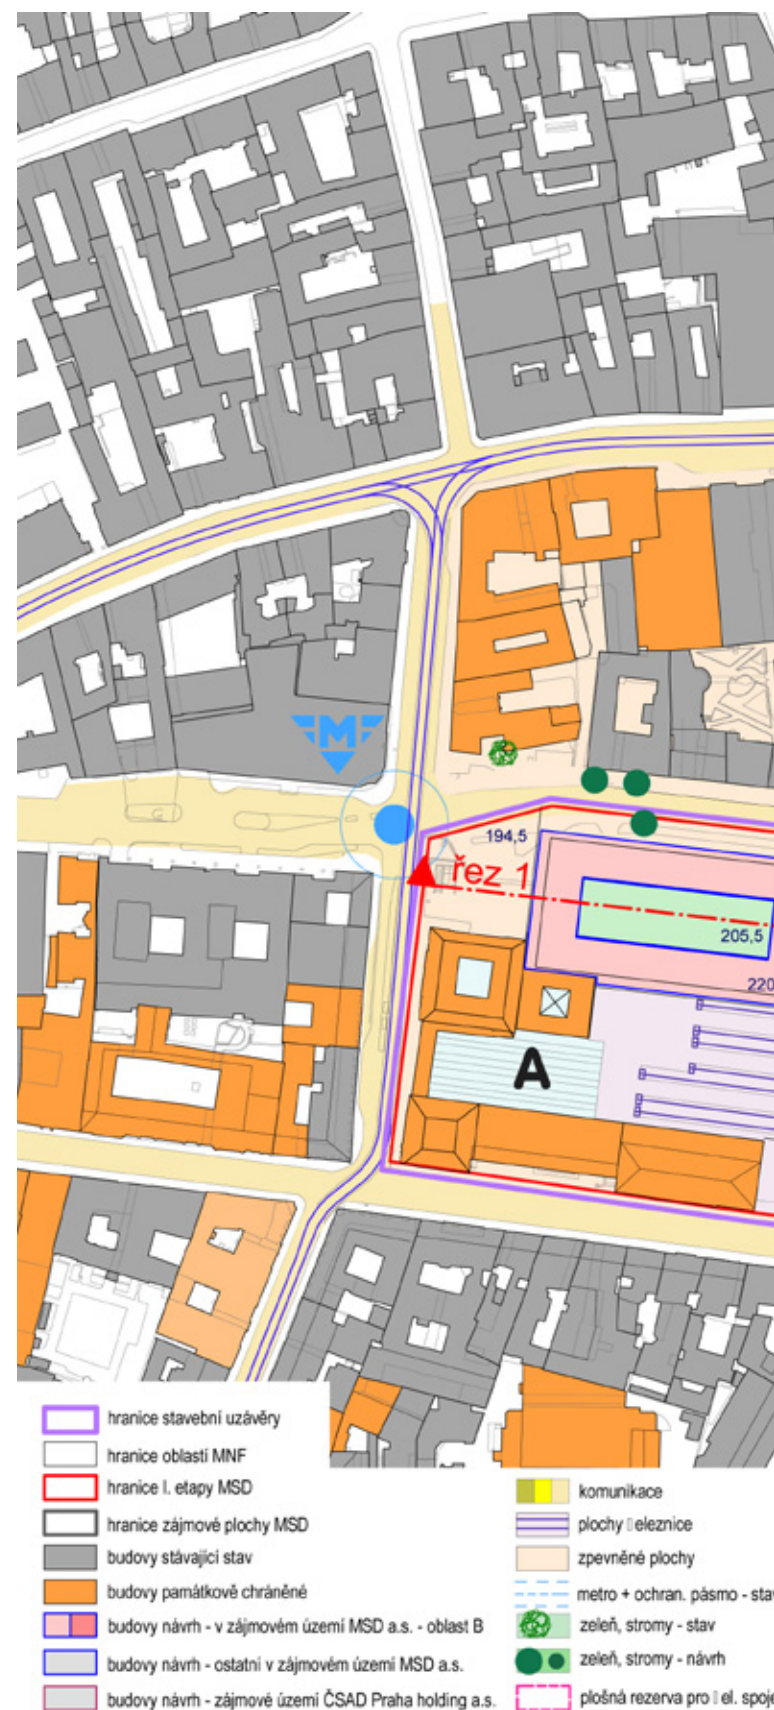 M
194,5
řez 1
205,5
220
A
hranice stavební uzávěry
hranice oblasti MNF
hranice I. etapy MSD
hranice zájmové plochy MSD
budovy stávající stav
budovy památkově chráněné
budovy návrh - v zájmovém území MSD a.s. - oblast B
budovy návrh - ostatní v zájmovém území MSD a.s.
budovy návrh - zájmové území ČSAD Praha holding a.s.
komunikace
plochy ▯eleznice
zpevněné plochy
metro + ochran. pásmo - stav
zeleň, stromy - stav
zeleň, stromy - návrh
plošná rezerva pro ▯el. spoje